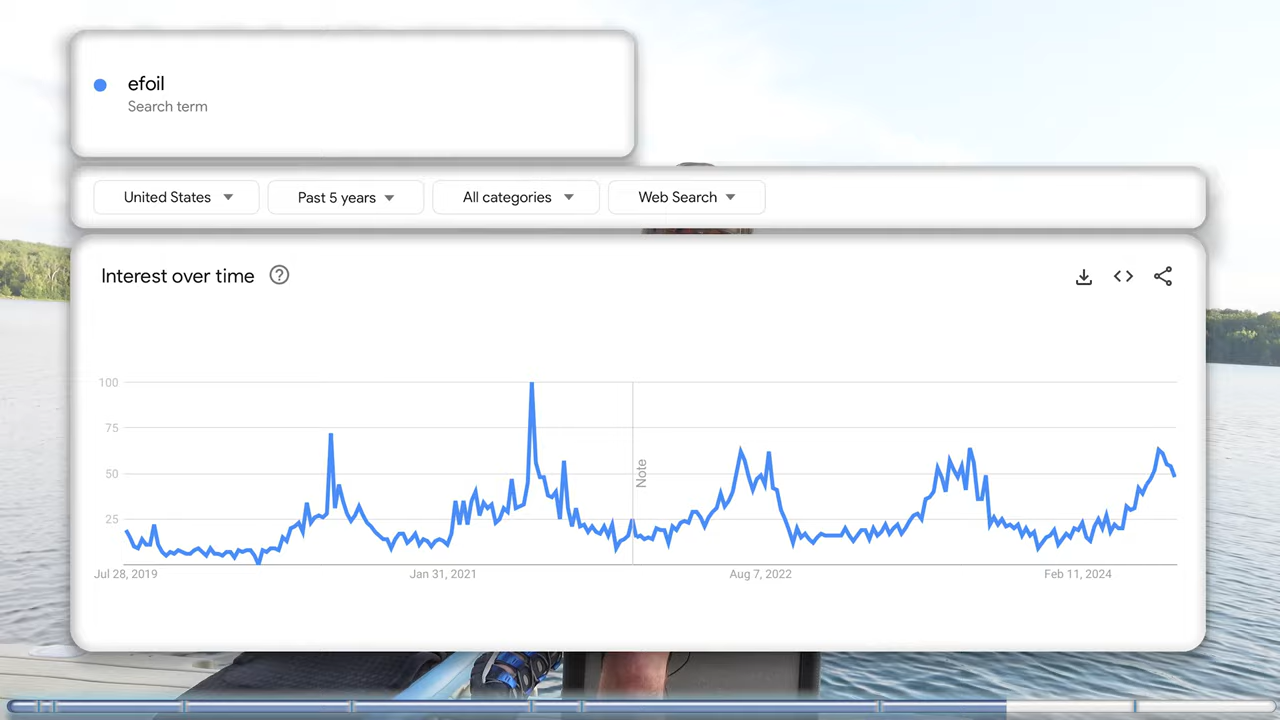 efoil
Search term
United States
Past 5 years
All categories
Web Search
Interest over time
100
75
50
25
Note
Jul 28, 2019
Jan 31, 2021
Aug 7, 2022
Feb 11, 2024